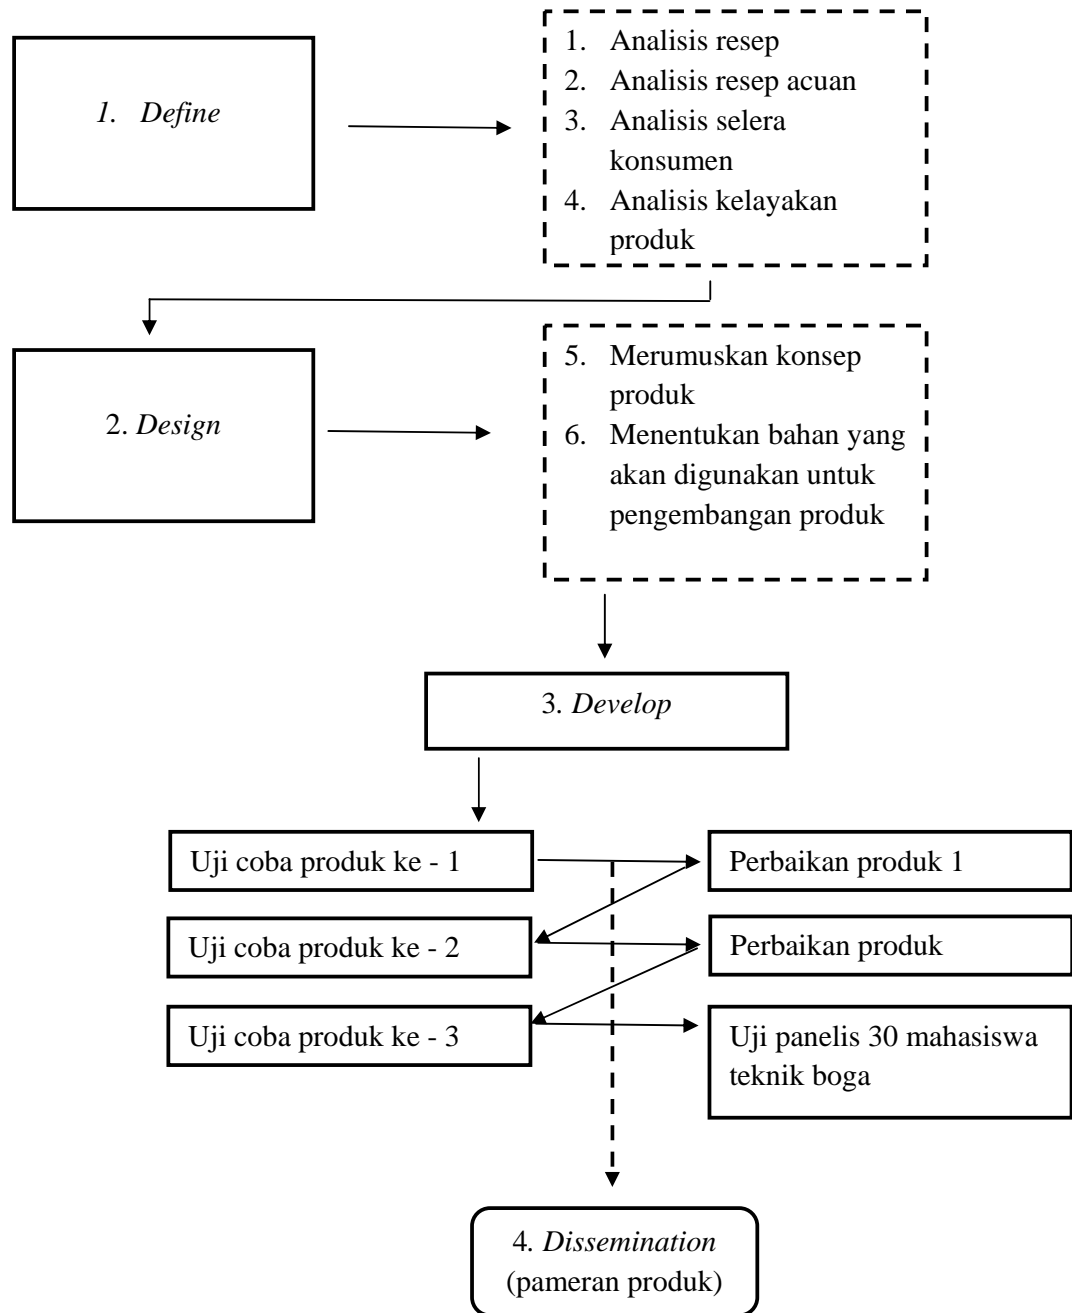 1. Define
1. Analisis resep
2. Analisis resep acuan
3. Analisis selera
konsumen
4. Analisis kelayakan
produk
2. Design
5. Merumuskan konsep
produk
6. Menentukan bahan yang
akan digunakan untuk
pengembangan produk
3. Develop
Uji coba produk ke - 1
Perbaikan produk 1
Uji coba produk ke - 2
Perbaikan produk
Uji coba produk ke - 3
Uji panelis 30 mahasiswa
teknik boga
4. Dissemination
(pameran produk)